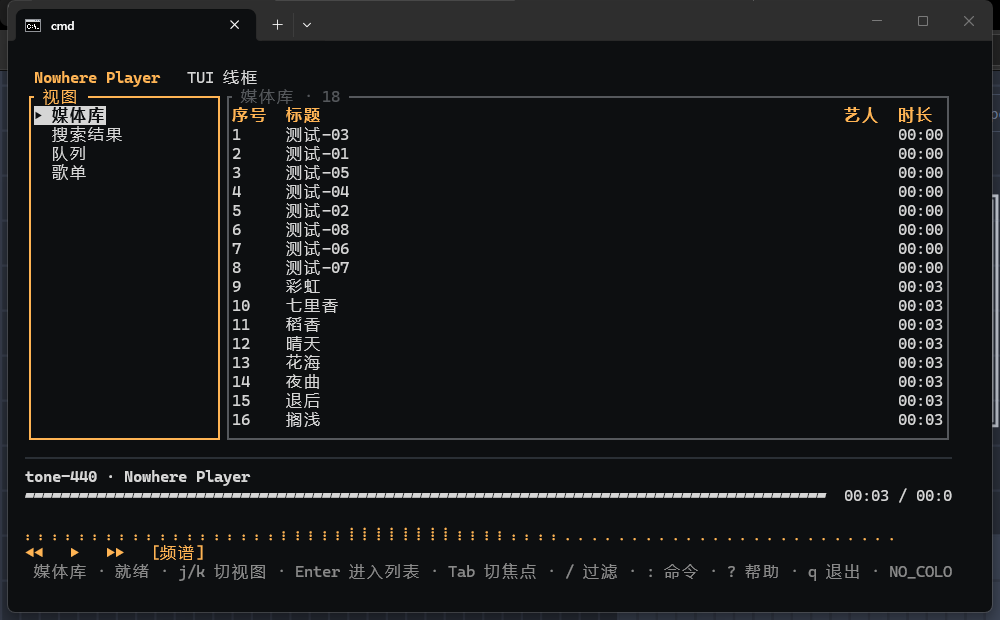 cmd
Nowhere Player TUI 线框
视图
媒体库 · 18
媒体库
搜索结果
队列
歌单
序号 标题 艺人 时长
1 测试-03 00:00
2 测试-01 00:00
3 测试-05 00:00
4 测试-04 00:00
5 测试-02 00:00
6 测试-08 00:00
7 测试-06 00:00
8 测试-07 00:00
9 彩虹 00:03
10 七里香 00:03
11 稻香 00:03
12 晴天 00:03
13 花海 00:03
14 夜曲 00:03
15 退后 00:03
16 搁浅 00:03
tone-440 · Nowhere Player
00:03 / 00:0
[频谱]
媒体库 · 就绪 · j/k 切视图 · Enter 进入列表 · Tab 切焦点 · / 过滤 · : 命令 · ? 帮助 · q 退出 · NO_COLO